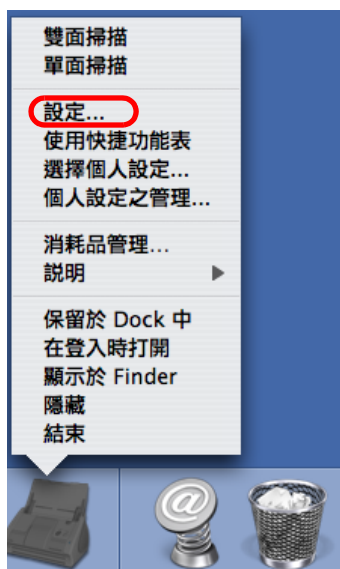 雙面掃描
單面掃描
設定...
使用快捷功能表
選擇個人設定...
個人設定之管理...
消耗品管理...
説明
保留於 Dock 中
在登入時打開
顯示於 Finder
隱藏
結束